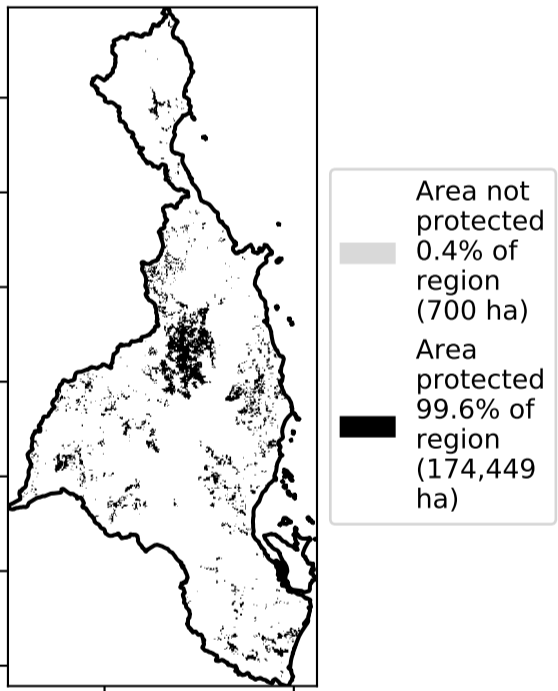 Area not
protected
0.4% of
region
(700 ha)
Area
protected
99.6% of
region
(174,449
ha)